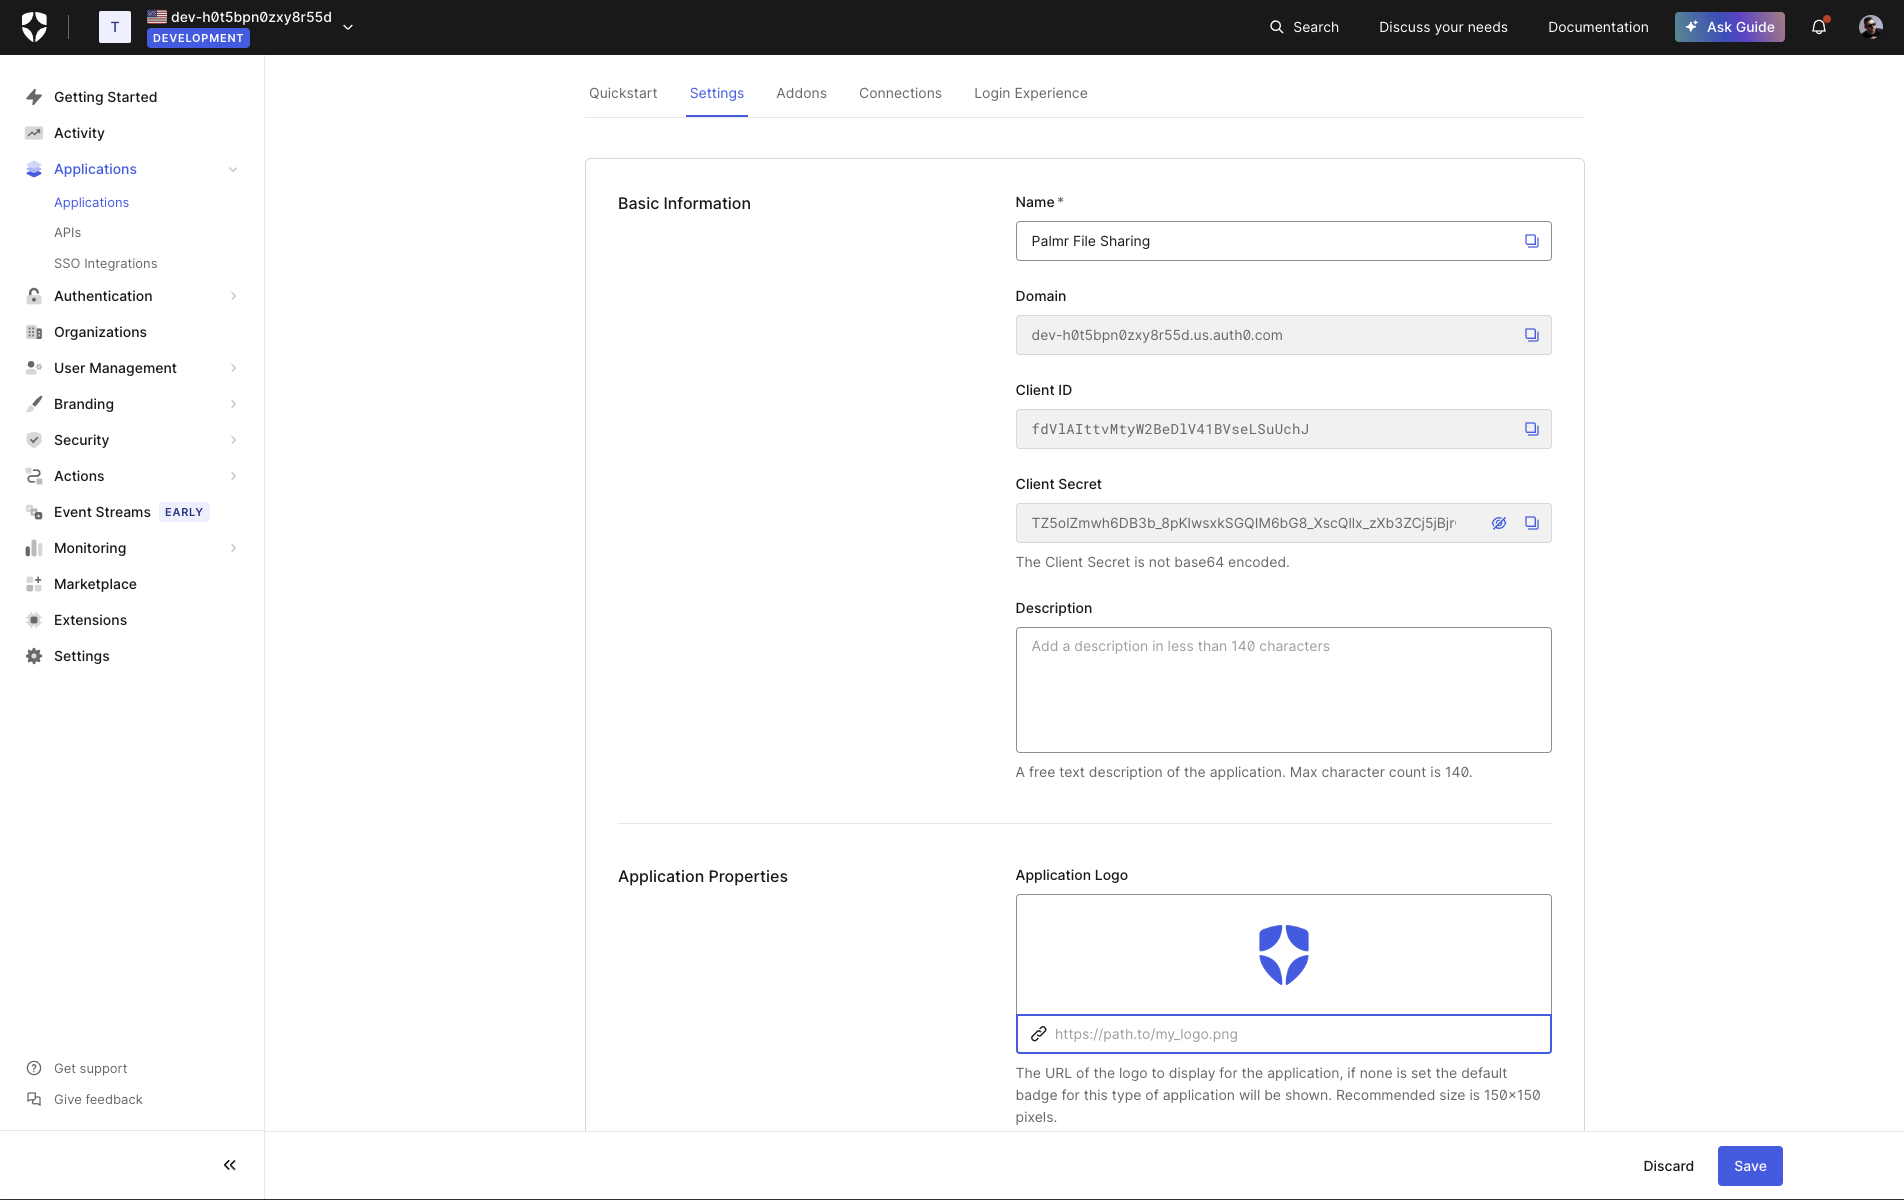 T
dev-h0t5bpn0zxy8r55d
DEVELOPMENT
Search
Discuss your needs
Documentation
Ask Guide
Getting Started
Activity
Applications
Applications
APIs
SSO Integrations
Authentication
Organizations
User Management
Branding
Security
Actions
Event Streams EARLY
Monitoring
Marketplace
Extensions
Settings
Get support
Give feedback
Quickstart Settings Addons Connections Login Experience
Basic Information
Name *
Palmr File Sharing
Domain
dev-h0t5bpn0zxy8r55d.us.auth0.com
Client ID
fdVlAIttvMtyW2BeDlV41BVseLSuUchJ
Client Secret
The Client Secret is not base64 encoded.
Description
Add a description in less than 140 characters
A free text description of the application. Max character count is 140.
Application Properties
Application Logo
https://path.to/my_logo.png
The URL of the logo to display for the application, if none is set the default
badge for this type of application will be shown. Recommended size is 150x150
pixels.
Discard
Save